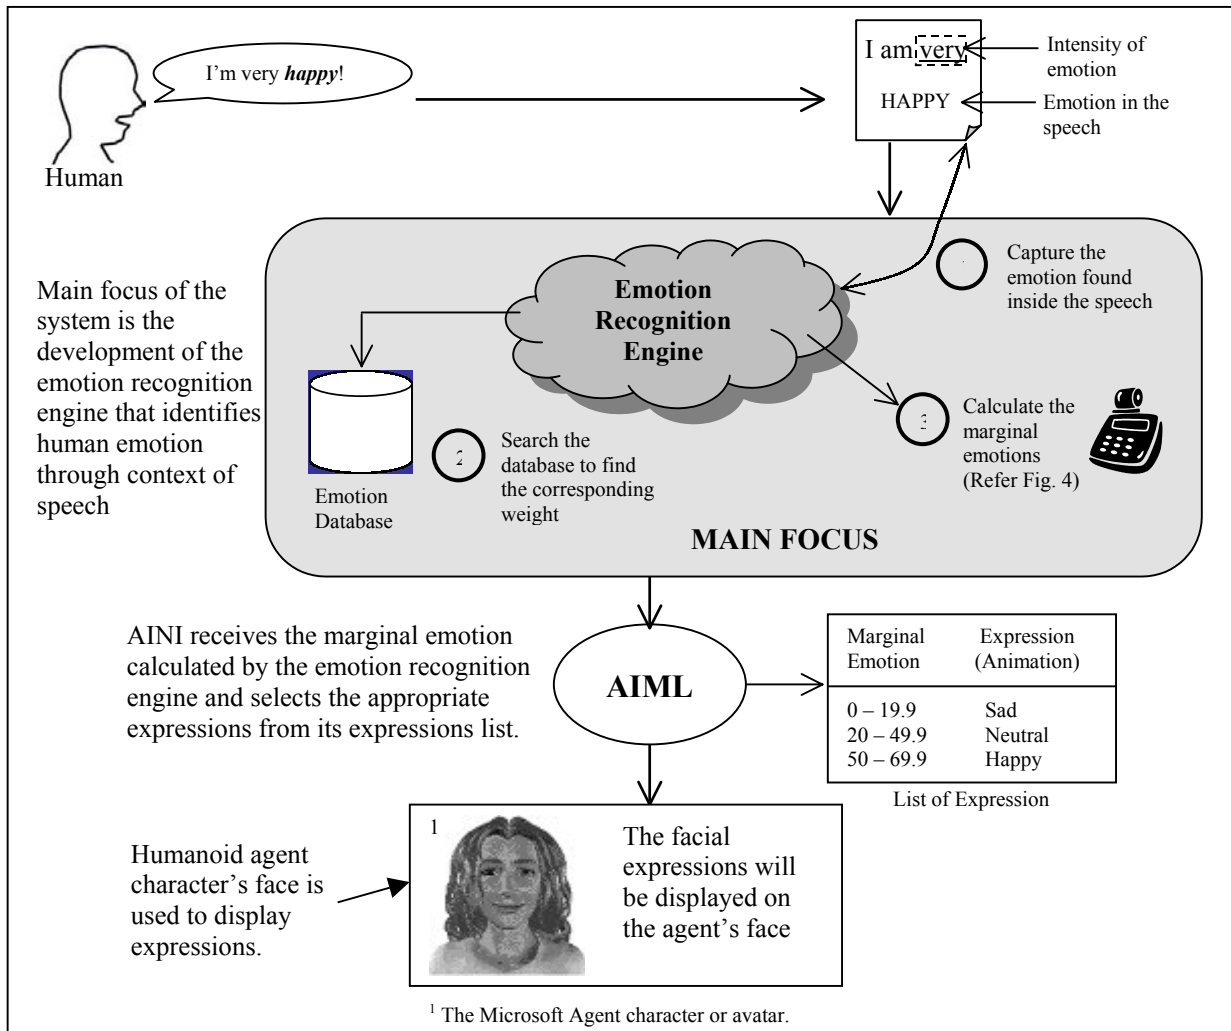 I'm very happy!
Human
I am very
HAPPY
Intensity of
emotion
Emotion in the
speech
Main focus of the
system is the
development of the
emotion recognition
engine that identifies
human emotion
through context of
speech
Emotion
Recognition
Engine
Capture the
emotion found
inside the speech
Emotion
Database
2
Search the
database to find
the corresponding
weight
3
Calculate the
marginal
emotions
(Refer Fig. 4)
MAIN FOCUS
AINI receives the marginal emotion
calculated by the emotion recognition
engine and selects the appropriate
expressions from its expressions list.
AIML
Marginal Expression
Emotion (Animation)
0 – 19.9 Sad
20 – 49.9 Neutral
50 – 69.9 Happy
List of Expression
Humanoid agent
character's face is
used to display
expressions.
1
The facial
expressions will
be displayed on
the agent's face
1 The Microsoft Agent character or avatar.